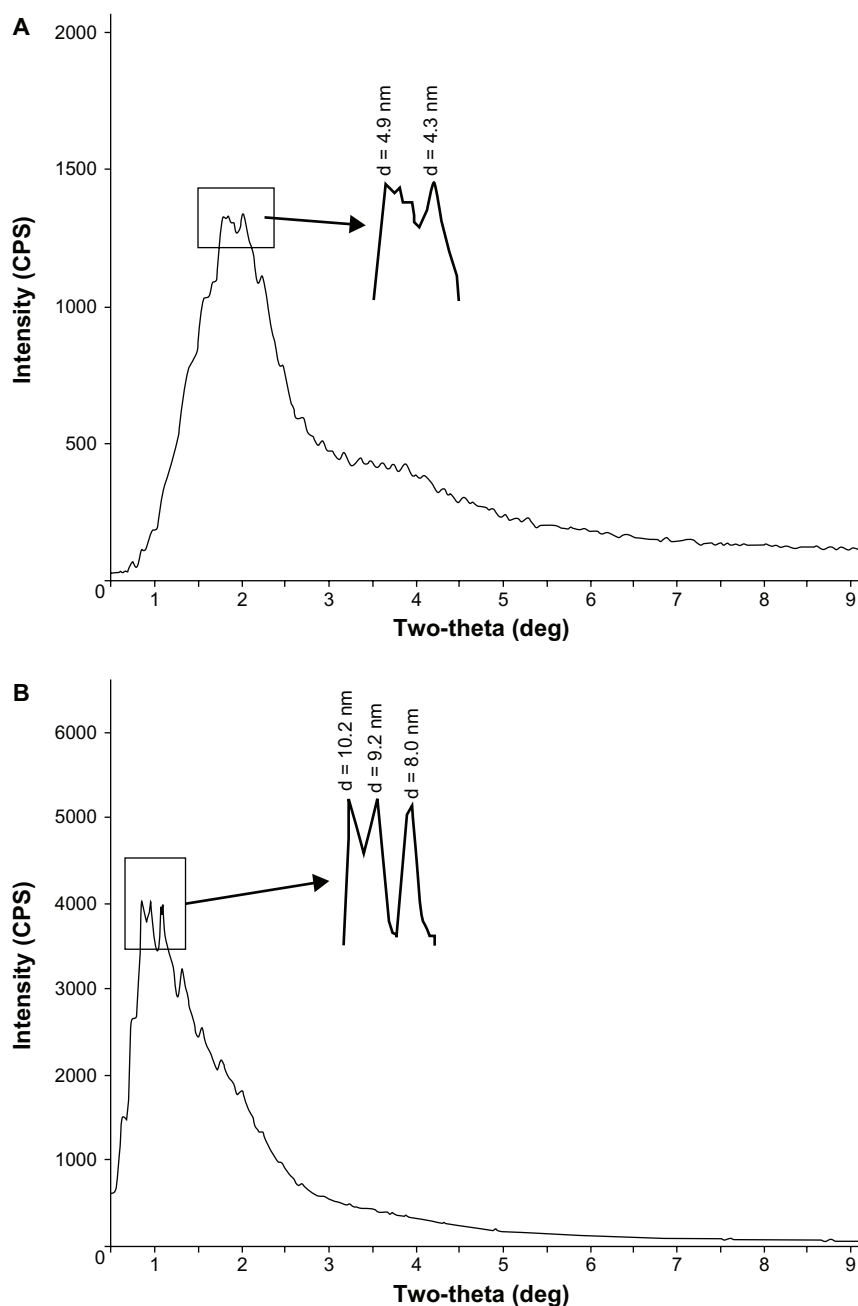 A
2000
1500
1000
500
0
Intensity (CPS)
d = 4.9 nm
d = 4.3 nm
1 2 3 4 5 6 7 8 9
Two-theta (deg)
B
6000
5000
4000
3000
2000
1000
0
Intensity (CPS)
d = 10.2 nm
d = 9.2 nm
d = 8.0 nm
1 2 3 4 5 6 7 8 9
Two-theta (deg)